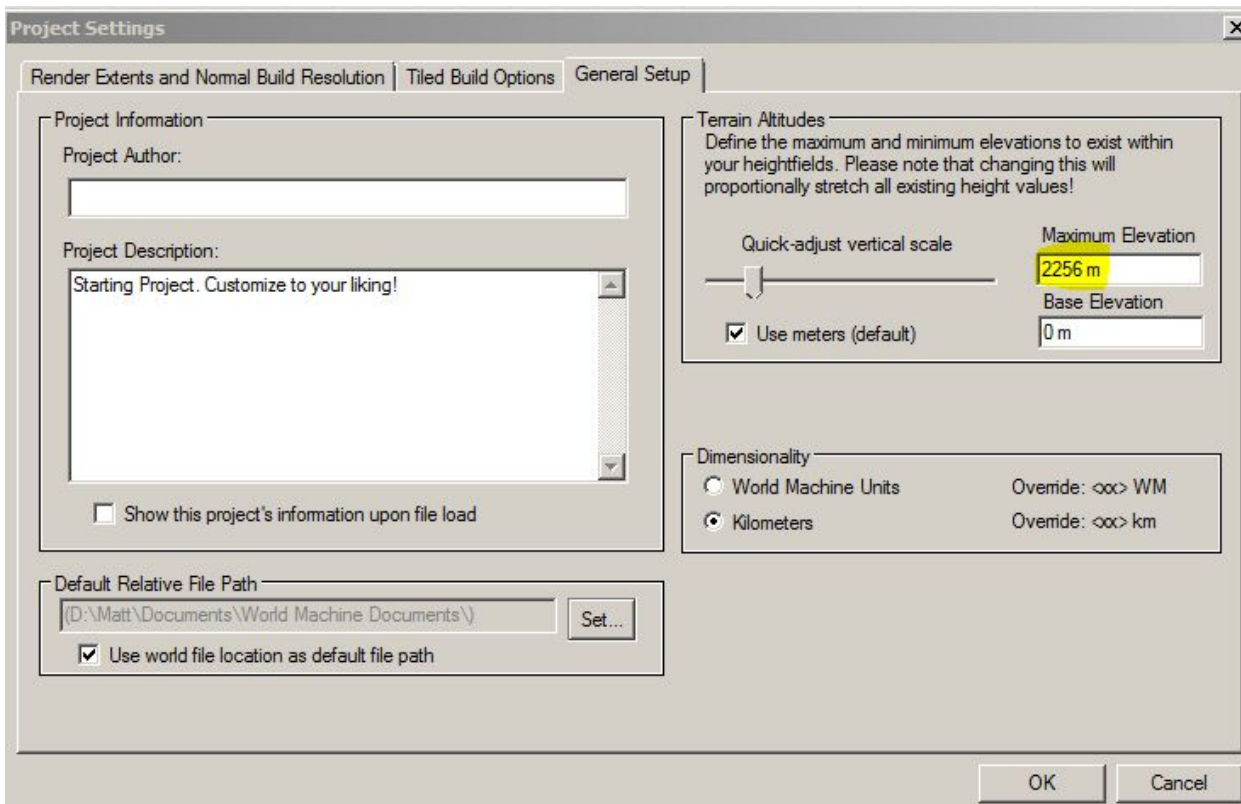 Project Settings
Render Extents and Normal Build Resolution
Tiled Build Options
General Setup
Project Information
Project Author:
Project Description:
Starting Project. Customize to your liking!
Show this project's information upon file load
Default Relative File Path
(D:\Matt\Documents\World Machine Documents\)
Set...
Use world file location as default file path
Terrain Altitudes
Define the maximum and minimum elevations to exist within
your heightfields. Please note that changing this will
proportionally stretch all existing height values!
Quick-adjust vertical scale
Maximum Elevation
2256 m
Base Elevation
Use meters (default)
0 m
Dimensionality
World Machine Units
Override: <xx> WM
Kilometers
Override: <xx> km
OK
Cancel